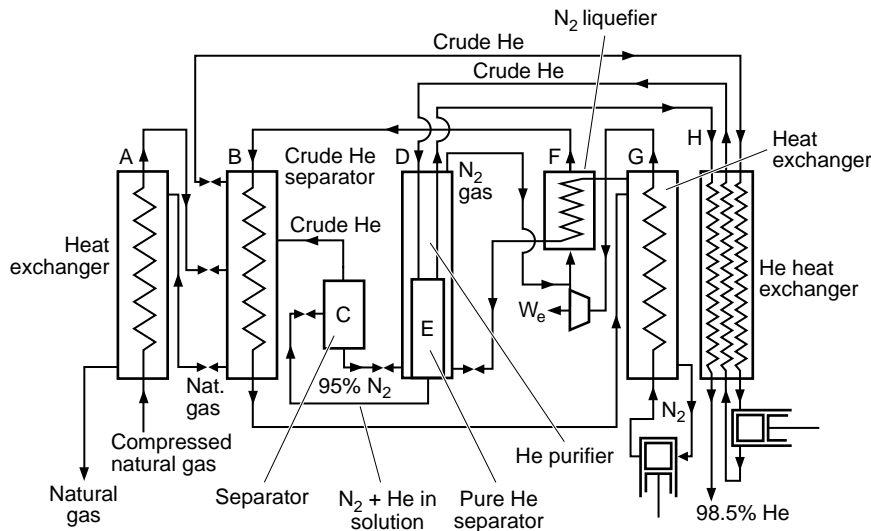 N2 liquefier
Crude He
Crude He
A
B
Crude He
separator
D
N2
gas
F
G
H
Heat
exchanger
Heat
exchanger
Crude He
C
E
We
He heat
exchanger
Nat.
gas
95% N2
N2
Compressed
natural gas
He purifier
Natural
gas
Separator
N2 + He in
solution
Pure He
separator
98.5% He